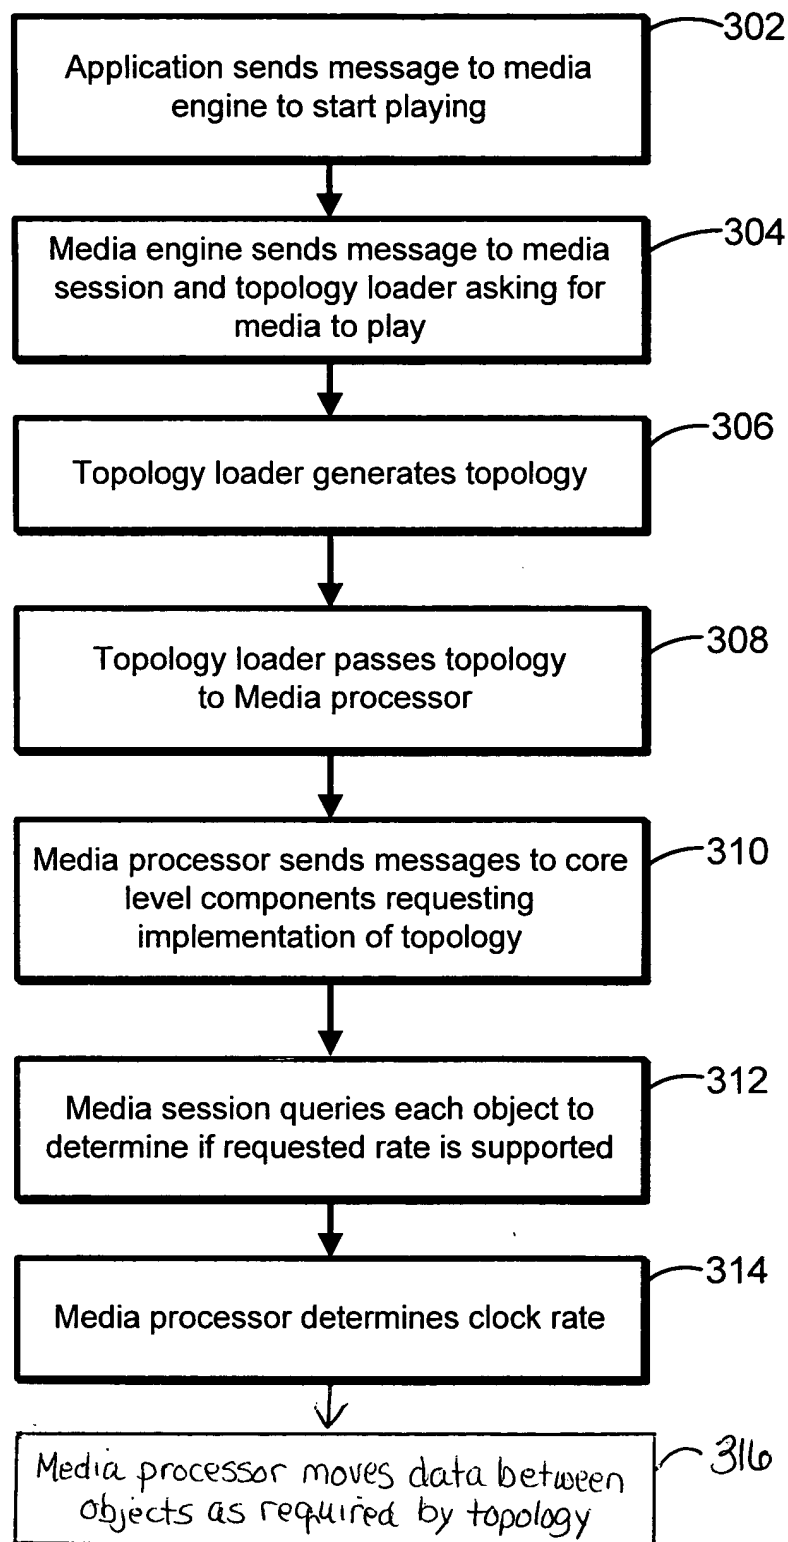 302
Application sends message to media
engine to start playing
304
Media engine sends message to media
session and topology loader asking for
media to play
306
Topology loader generates topology
308
Topology loader passes topology
to Media processor
310
Media processor sends messages to core
level components requesting
implementation of topology
312
Media session queries each object to
determine if requested rate is supported
314
Media processor determines clock rate
316
Media processor moves data between
objects as required by topology